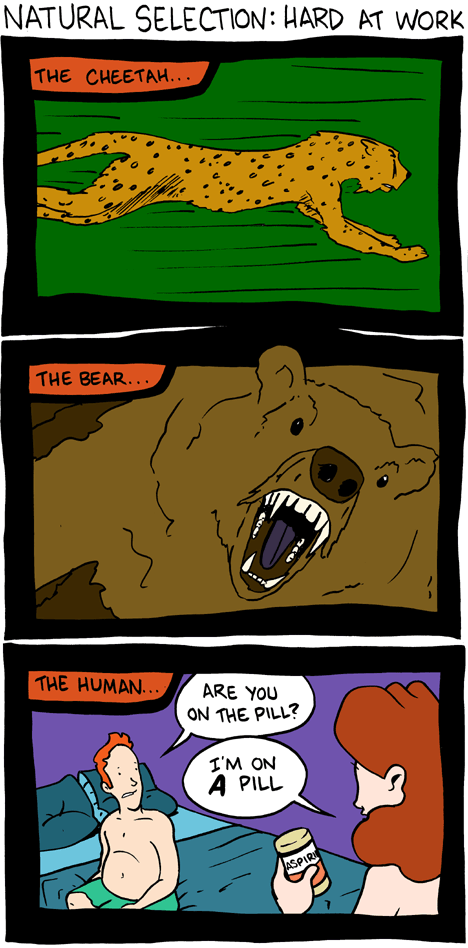 NATURAL SELECTION: HARD AT WORK
THE CHEETAH...
THE BEAR...
THE HUMAN...
ARE YOU
ON THE PILL?
I'M ON
A PILL
ASPIRIN